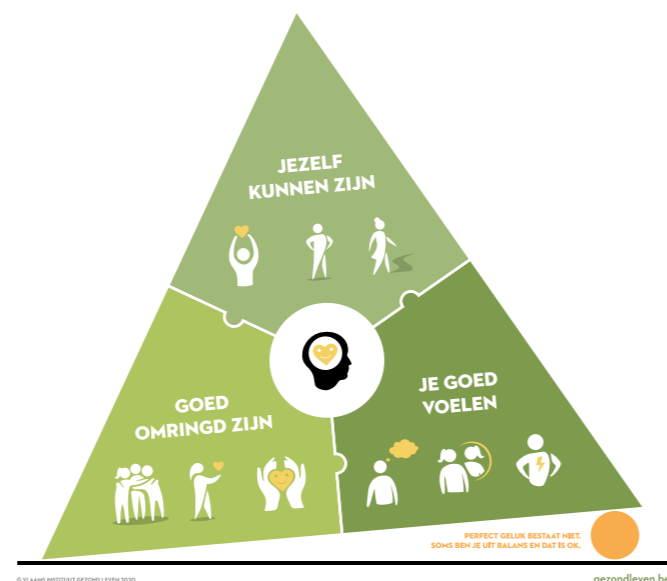 JEZELF
KUNNEN ZIJN
GOED
OMRINGD ZIJN
JE GOED
VOELEN
PERFECT GELUK BESTAAT NIET.
SOMS BEN JE UIT BALANS EN DAT IS OK.
© VLAAMS INSTITUUT GEZOND LEVEN 2020
gezondleven.be